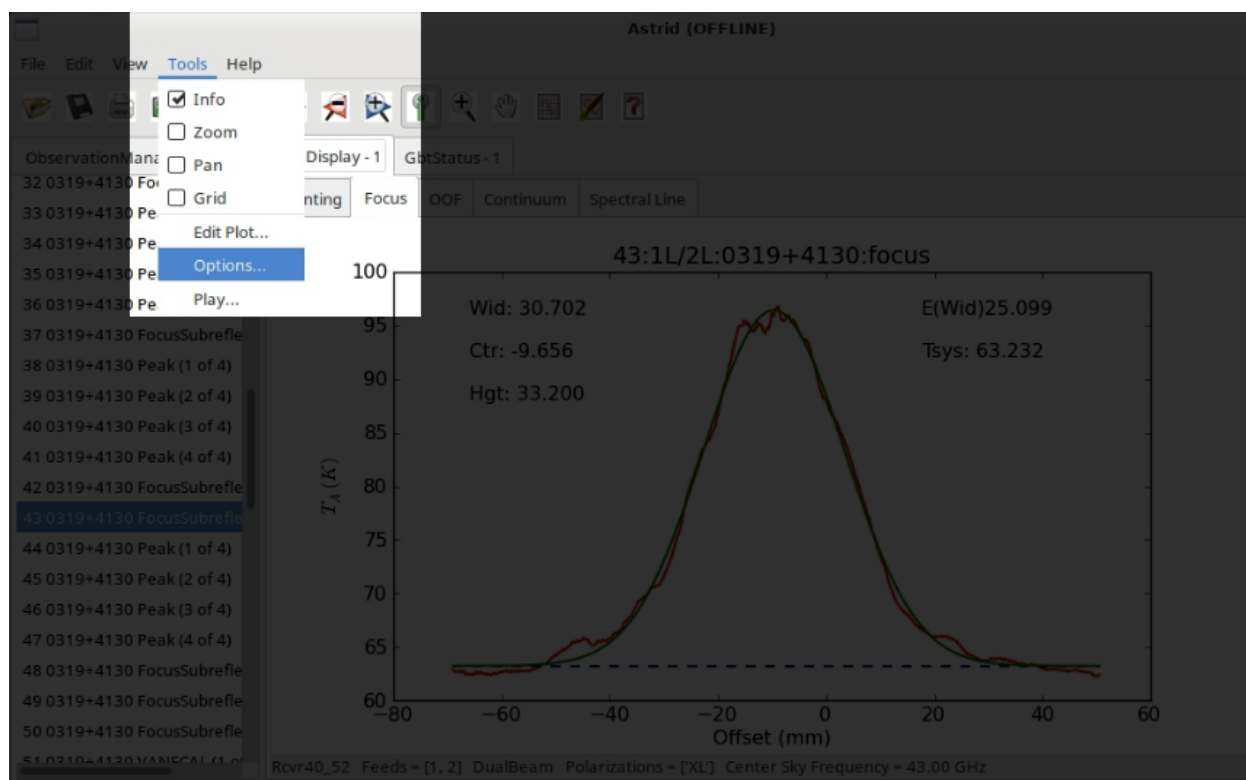 Astrid (OFFLINE)
File Edit View Tools Help
Info
Zoom
Pan
Grid
Edit Plot...
Options...
Play...
Display - 1 GbtStatus - 1
Focus OOF Continuum Spectral Line
32 0319+4130
33 0319+4130
34 0319+4130
35 0319+4130
36 0319+4130
37 0319+4130 FocusSubrefle
38 0319+4130 Peak (1 of 4)
39 0319+4130 Peak (2 of 4)
40 0319+4130 Peak (3 of 4)
41 0319+4130 Peak (4 of 4)
42 0319+4130 FocusSubrefle
43 0319+4130 FocusSubrefle
44 0319+4130 Peak (1 of 4)
45 0319+4130 Peak (2 of 4)
46 0319+4130 Peak (3 of 4)
47 0319+4130 Peak (4 of 4)
48 0319+4130 FocusSubrefle
49 0319+4130 FocusSubrefle
50 0319+4130 FocusSubrefle
51 0319+4130 VANECAL (1
43:1L/2L:0319+4130:focus
Wid: 30.702 E(Wid)25.099
Ctr: -9.656 Tsys: 63.232
Hgt: 33.200
100
95
90
85
80
75
70
65
60
T_A (K)
−80 −60 −40 −20 0 20 40 60
Offset (mm)
Rcvr40_52 Feeds = [1, 2] DualBeam Polarizations = ['XL'] Center Sky Frequency = 43.00 GHz